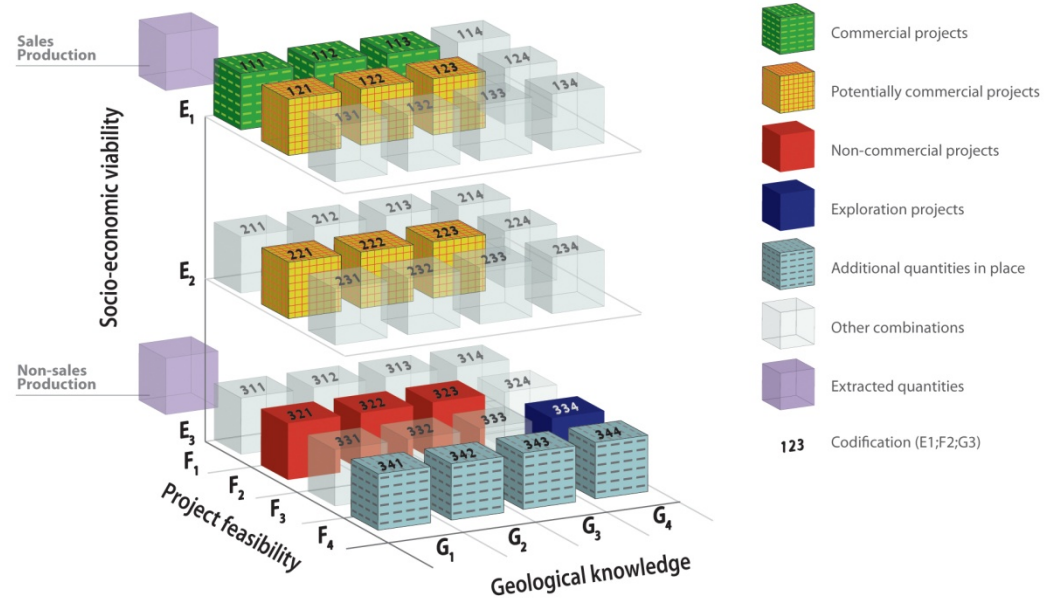 Sales
Production
Non-sales
Production
Socio-economic viability
E1
E2
E3
111
112
113
114
121
122
123
124
131
132
133
134
211
212
213
214
221
222
223
224
231
232
233
234
311
312
313
314
321
322
323
324
331
332
333
334
341
342
343
344
F1
F2
F3
F4
Project feasibility
G1
G2
G3
G4
Geological knowledge
Commercial projects
Potentially commercial projects
Non-commercial projects
Exploration projects
Additional quantities in place
Other combinations
Extracted quantities
123 Codification (E1;F2;G3)